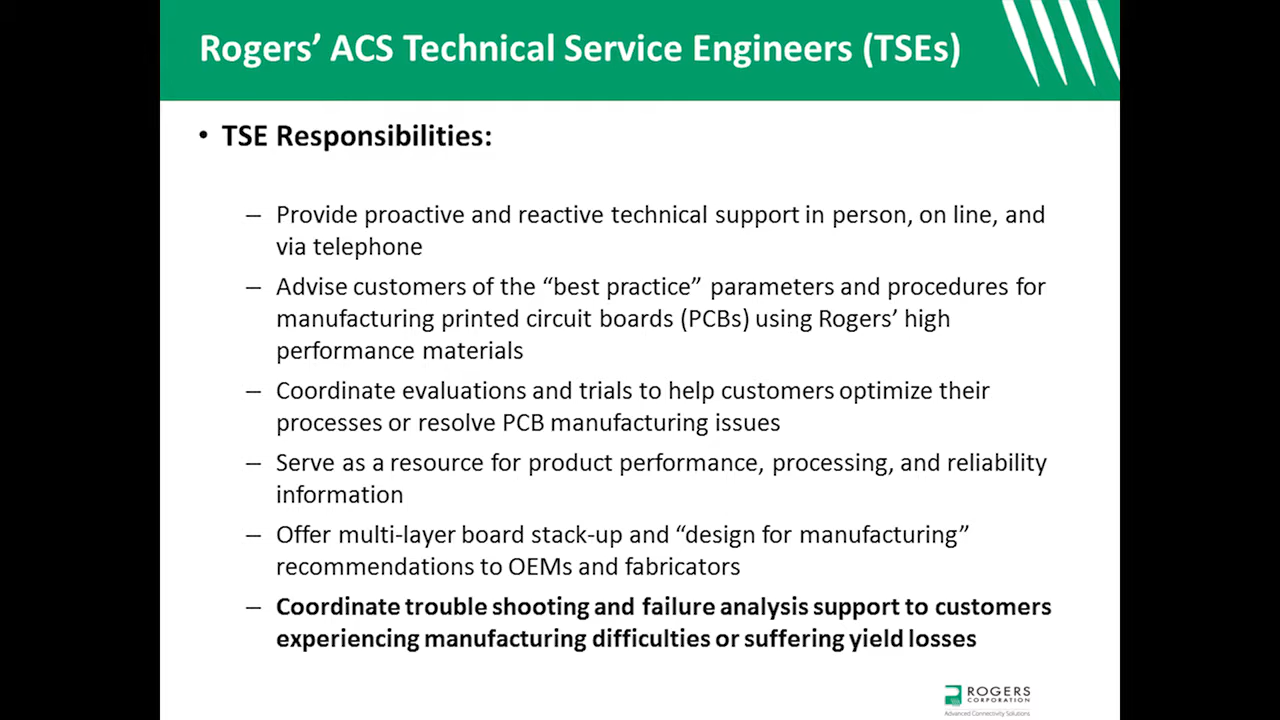 Rogers' ACS Technical Service Engineers (TSEs)
• TSE Responsibilities:
– Provide proactive and reactive technical support in person, on line, and
via telephone
– Advise customers of the “best practice” parameters and procedures for
manufacturing printed circuit boards (PCBs) using Rogers’ high
performance materials
– Coordinate evaluations and trials to help customers optimize their
processes or resolve PCB manufacturing issues
– Serve as a resource for product performance, processing, and reliability
information
– Offer multi-layer board stack-up and “design for manufacturing”
recommendations to OEMs and fabricators
– Coordinate trouble shooting and failure analysis support to customers
experiencing manufacturing difficulties or suffering yield losses
ROGERS
CORPORATION
Advanced Connectivity Solutions